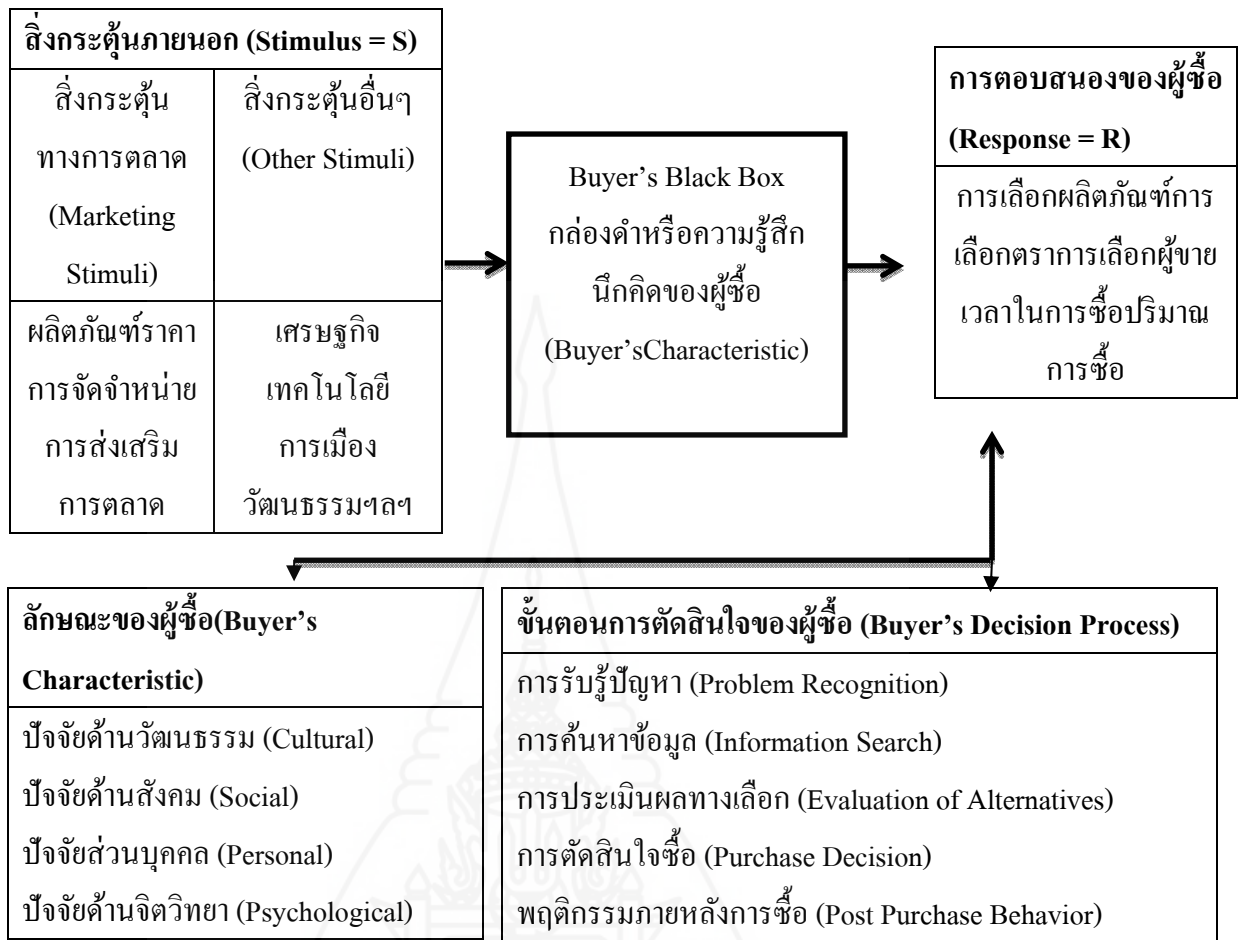 สิ่งกระตุ้นภายนอก (Stimulus = S)
สิ่งกระตุ้น
ทางการตลาด
(Marketing
Stimuli)
สิ่งกระตุ้นอื่นๆ
(Other Stimuli)
ผลิตภัณฑ์ราคา
การจัดจำหน่าย
การส่งเสริม
การตลาด
เศรษฐกิจ
เทคโนโลยี
การเมือง
วัฒนธรรมฯลฯ
Buyer’s Black Box
กล่องดำหรือความรู้สึก
นึกคิดของผู้ซื้อ
(Buyer’sCharacteristic)
การตอบสนองของผู้ซื้อ
(Response = R)
การเลือกผลิตภัณฑ์การ
เลือกตราการเลือกผู้ขาย
เวลาในการซื้อปริมาณ
การซื้อ
ลักษณะของผู้ซื้อ(Buyer’s
Characteristic)
ปัจจัยด้านวัฒนธรรม (Cultural)
ปัจจัยด้านสังคม (Social)
ปัจจัยส่วนบุคคล (Personal)
ปัจจัยด้านจิตวิทยา (Psychological)
ขั้นตอนการตัดสินใจของผู้ซื้อ (Buyer’s Decision Process)
การรับรู้ปัญหา (Problem Recognition)
การค้นหาข้อมูล (Information Search)
การประเมินผลทางเลือก (Evaluation of Alternatives)
การตัดสินใจซื้อ (Purchase Decision)
พฤติกรรมภายหลังการซื้อ (Post Purchase Behavior)